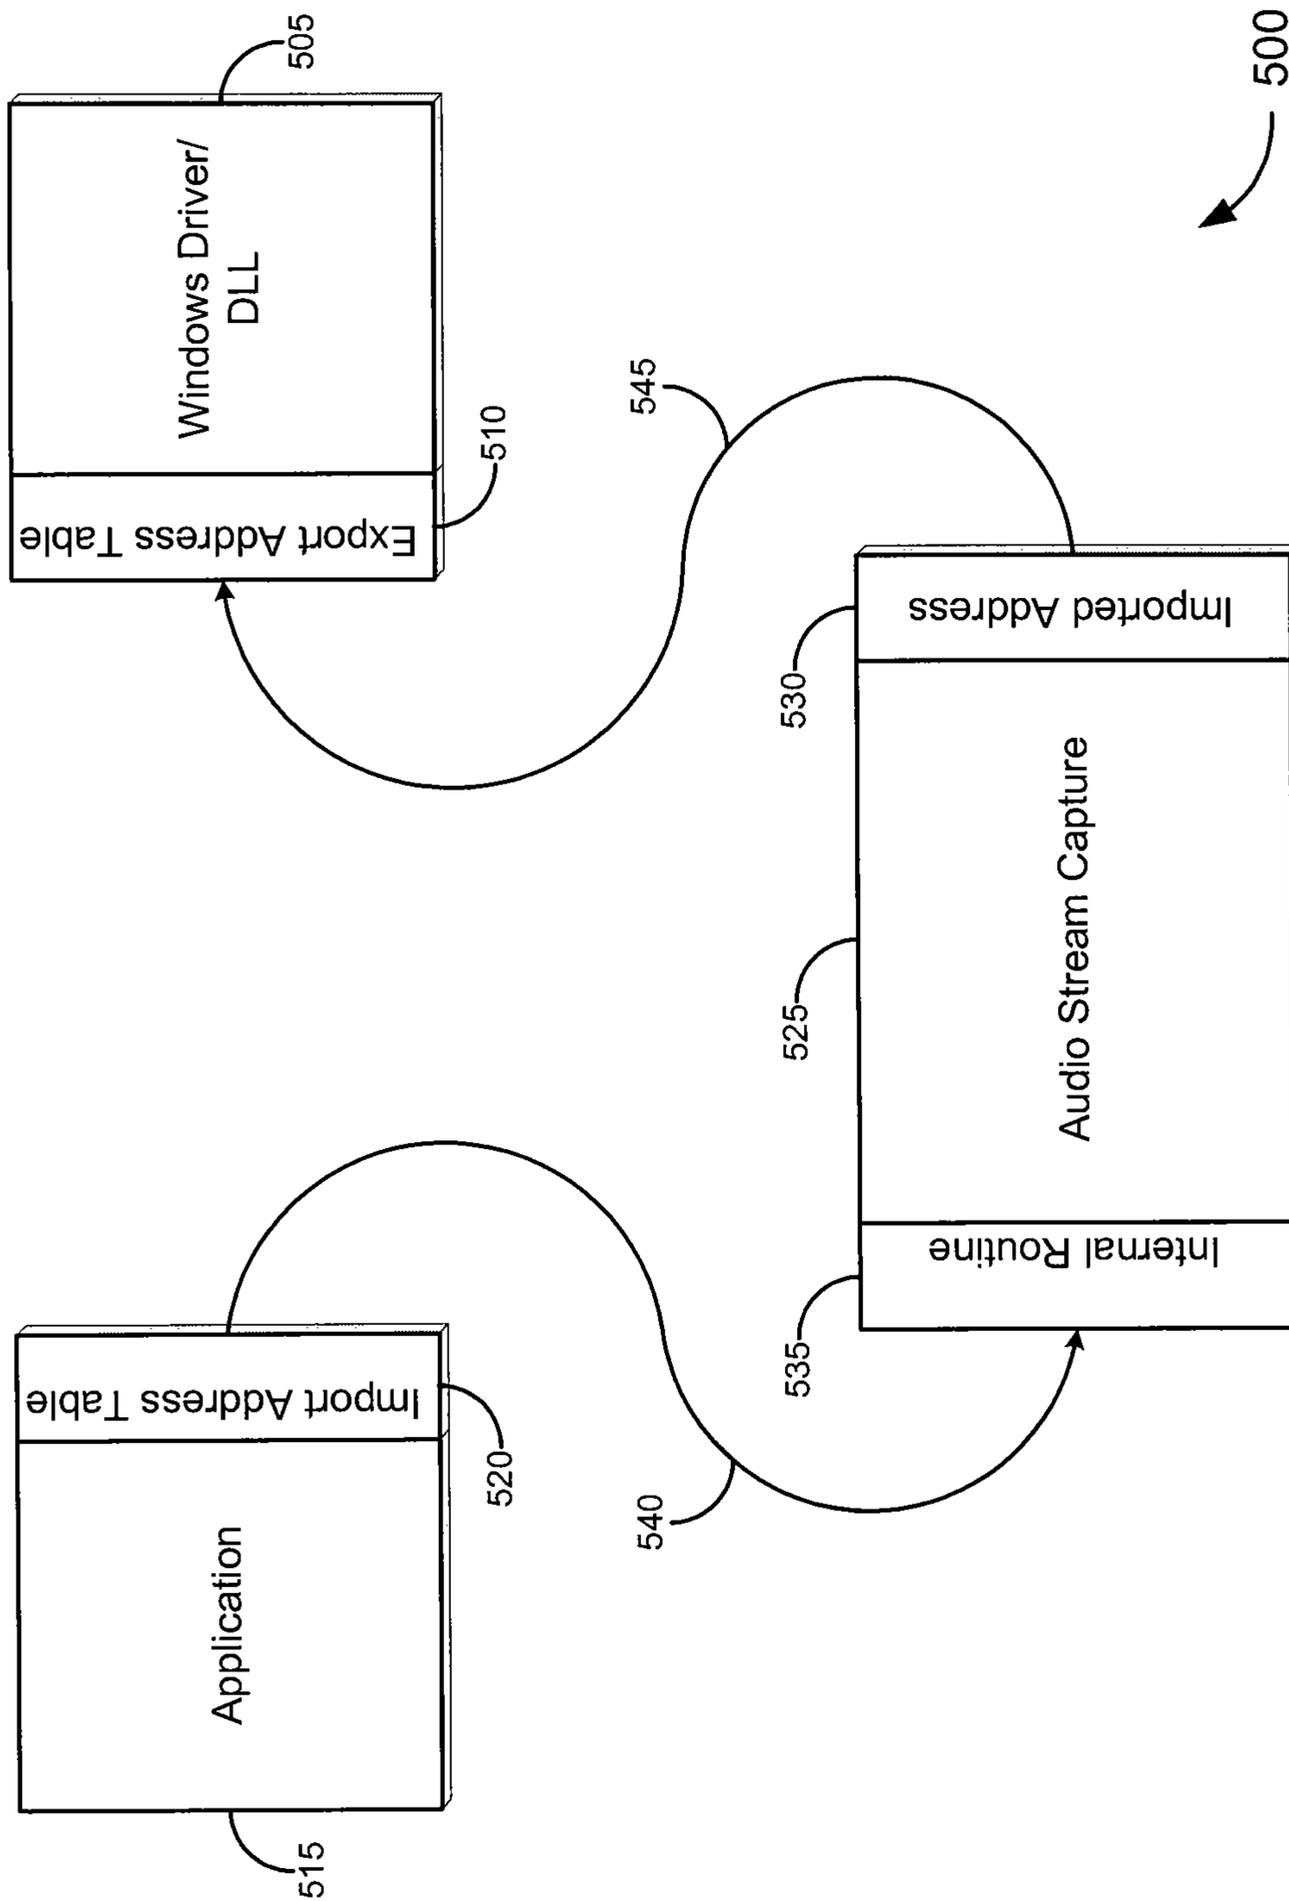 515
Application
Import Address Table
520
Export Address Table
510
Windows Driver/
DLL
505
540
545
535
525
530
Internal Routine
Audio Stream Capture
Imported Address
500